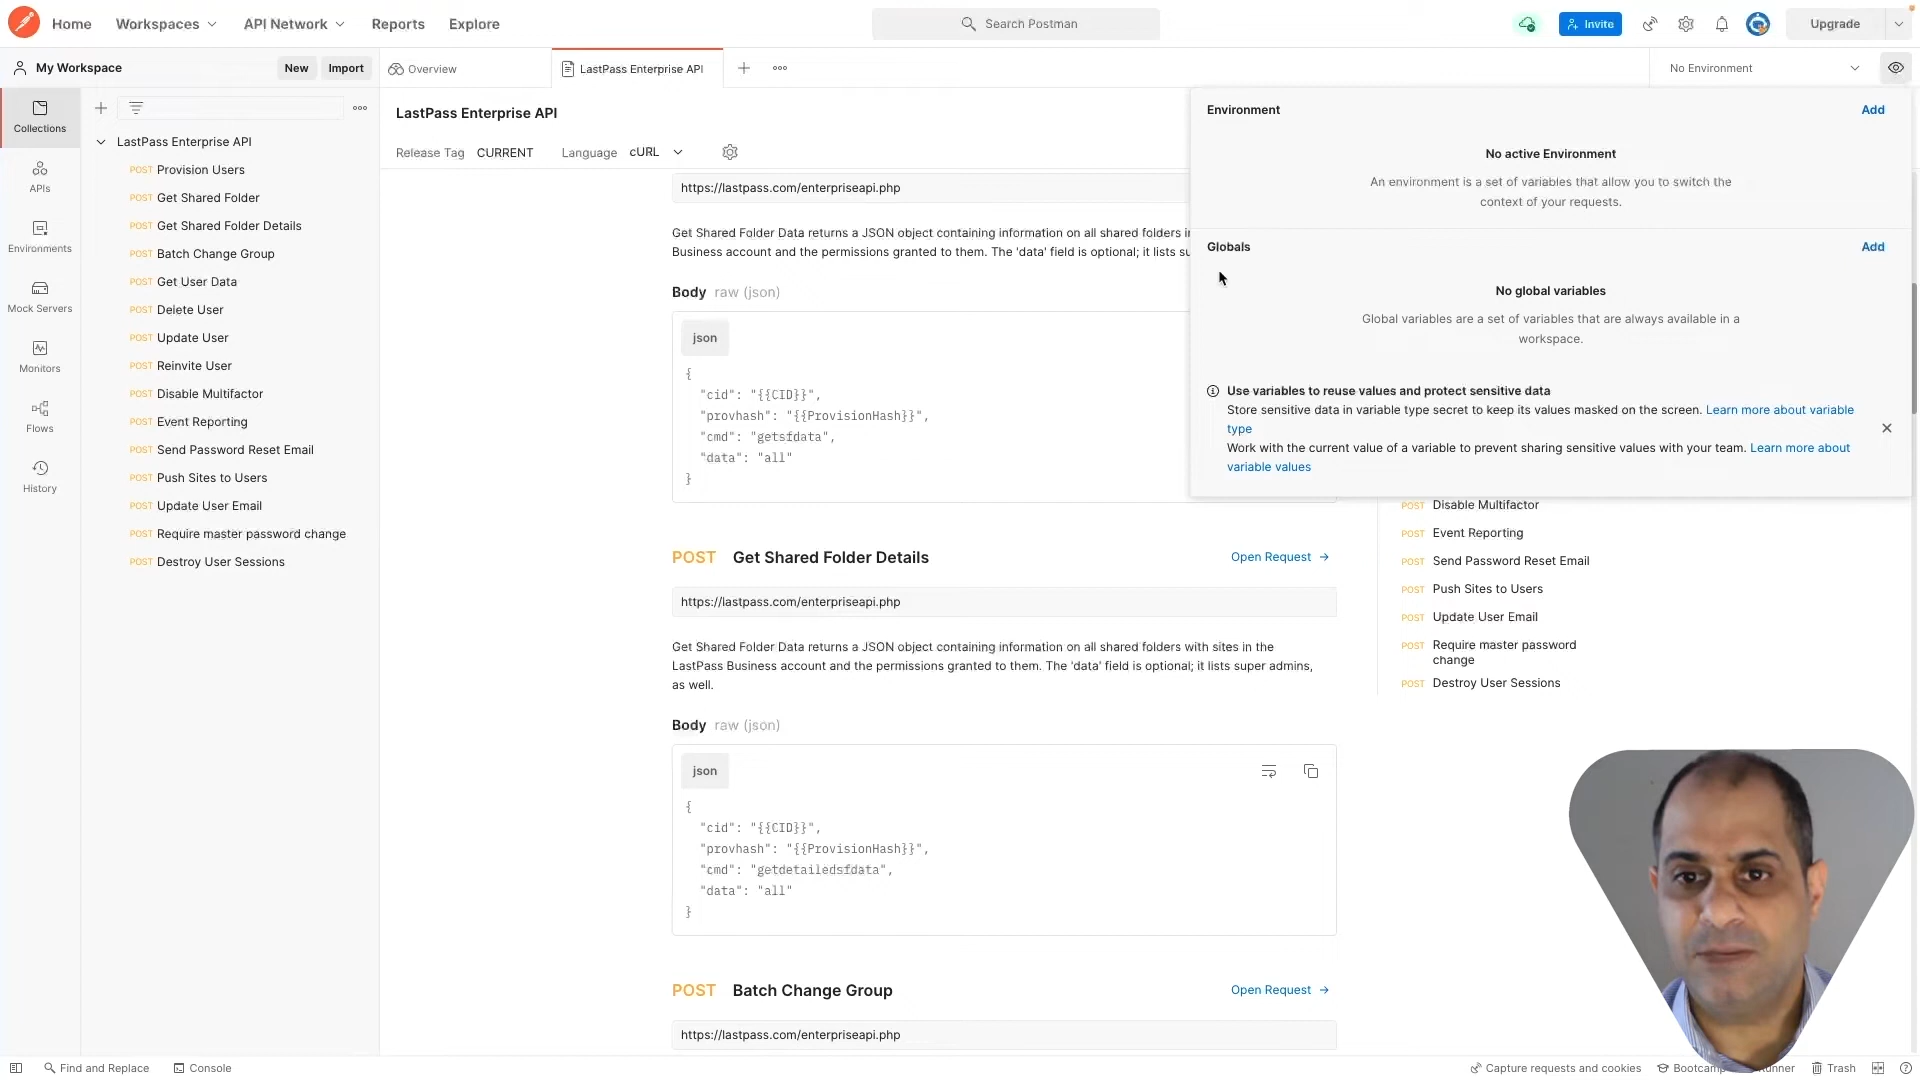 Home
Workspaces
API Network
Reports
Explore
Search Postman
Invite
Upgrade
My Workspace
New
Import
Overview
LastPass Enterprise API
No Environment
Collections
APIs
Environments
Mock Servers
Monitors
Flows
History
LastPass Enterprise API
POST Provision Users
POST Get Shared Folder
POST Get Shared Folder Details
POST Batch Change Group
POST Get User Data
POST Delete User
POST Update User
POST Reinvite User
POST Disable Multifactor
POST Event Reporting
POST Send Password Reset Email
POST Push Sites to Users
POST Update User Email
POST Require master password change
POST Destroy User Sessions
LastPass Enterprise API
Release Tag CURRENT Language cURL
https://lastpass.com/enterpriseapi.php
Get Shared Folder Data returns a JSON object containing information on all shared folders
Business account and the permissions granted to them. The 'data' field is optional; it lists
Body raw (json)
json
{
"cid": "{{CID}}",
"provhash": "{{ProvisionHash}}",
"cmd": "getsfdata",
"data": "all"
}
POST Get Shared Folder Details
Open Request →
https://lastpass.com/enterpriseapi.php
Get Shared Folder Data returns a JSON object containing information on all shared folders with sites in the
LastPass Business account and the permissions granted to them. The 'data' field is optional; it lists super admins,
as well.
Body raw (json)
json
{
"cid": "{{CID}}",
"provhash": "{{ProvisionHash}}",
"cmd": "getdetailedsfdata",
"data": "all"
}
POST Batch Change Group
Open Request →
https://lastpass.com/enterpriseapi.php
Environment
Add
No active Environment
An environment is a set of variables that allow you to switch the
context of your requests.
Globals
Add
No global variables
Global variables are a set of variables that are always available in a
workspace.
Use variables to reuse values and protect sensitive data
Store sensitive data in variable type secret to keep its values masked on the screen. Learn more about variable
type
Work with the current value of a variable to prevent sharing sensitive values with your team. Learn more about
variable values
POST Disable Multifactor
POST Event Reporting
POST Send Password Reset Email
POST Push Sites to Users
POST Update User Email
POST Require master password
change
POST Destroy User Sessions
Find and Replace
Console
Capture requests and cookies
Trash